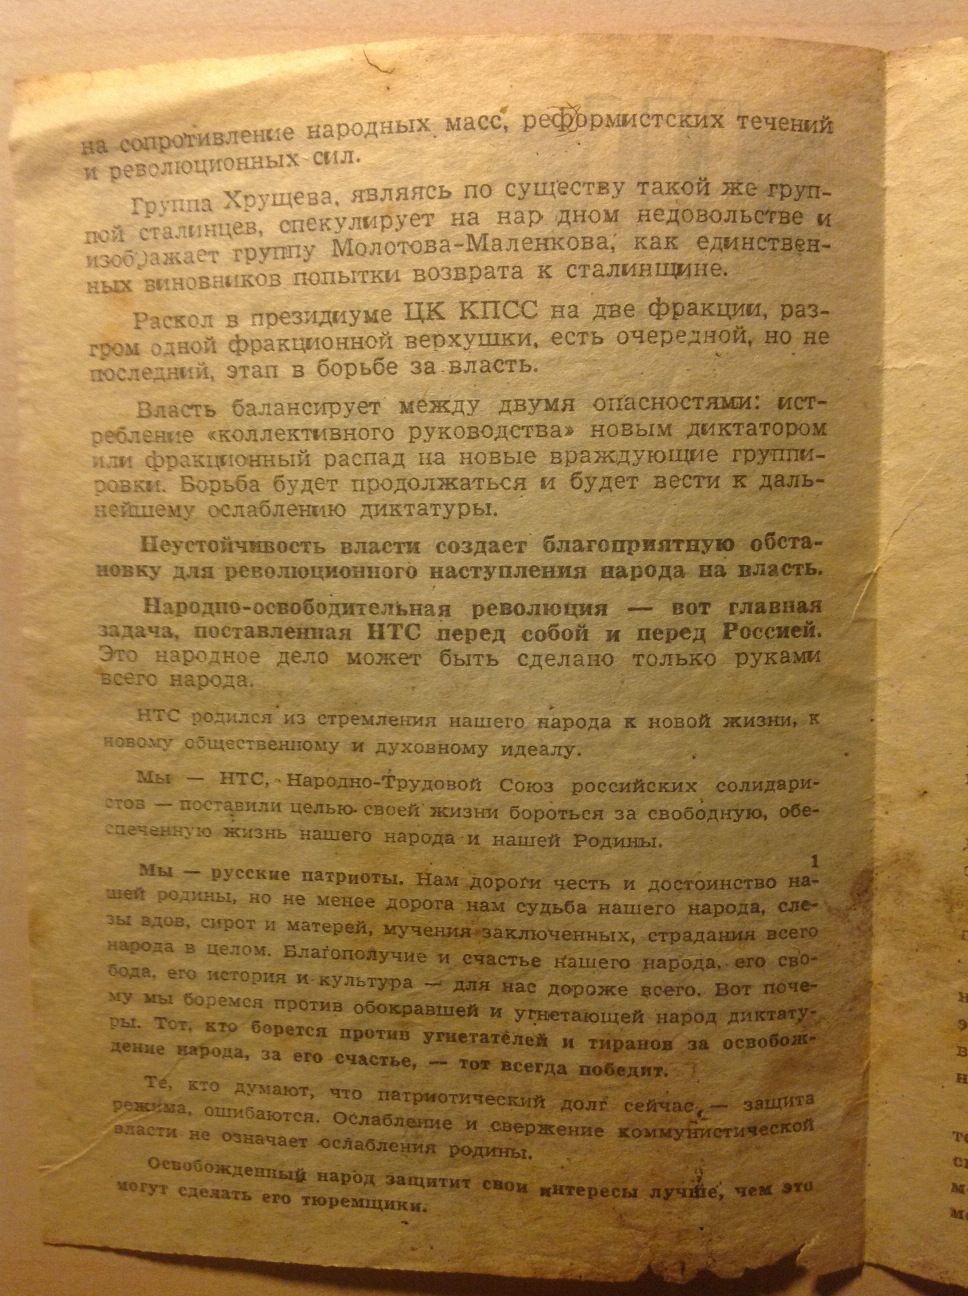 на сопротивление народных масс, реформистских течений
и революционных сил.
Группа Хрущева, являясь по существу такой же груп-
пой сталинцев, спекулирует на нар дном недовольстве и
изображает группу Молотова-Маленкова, как единствен-
ных виновников попытки возврата к сталинщине.
Раскол в президиуме ЦК КПСС на две фракции, раз-
гром одной фракционной верхушки, есть очередной, но не
последний, этап в борьбе за власть.
Власть балансирует между двумя опасностями: ист-
ребление «коллективного руководства» новым диктатором
или фракционный распад на новые враждующие группи-
ровки. Борьба будет продолжаться и будет вести к даль-
нейшему ослаблению диктатуры.
Неустойчивость власти создает благоприятную обста-
новку для революционного наступления народа на власть.
Народно-освободительная революция — вот главная
задача, поставленная НТС перед собой и перед Россией.
Это народное дело может быть сделано только руками
всего народа.
НТС родился из стремления нашего народа к новой жизни, к
новому общественному и духовному идеалу.
Мы — НТС, Народно-Трудовой Союз российских солидари-
стов — поставили целью своей жизни бороться за свободную, обе-
спеченную жизнь нашего народа и нашей Родины.
1
Мы — русские патриоты. Нам дороги честь и достоинство на-
шей родины, но не менее дорога нам судьба нашего народа, сле-
зы вдов, сирот и матерей, мучения заключенных, страдания всего
народа в целом. Благополучие и счастье нашего народа, его сво-
бода, его история и культура — для нас дороже всего. Вот поче-
му мы боремся против обокравшей и угнетающей народ диктату-
ры. Тот, кто борется против угнетателей и тиранов за освобож-
дение народа, за его счастье, — тот всегда победит.
Те, кто думают, что патриотический долг сейчас — защита
режима, ошибаются. Ослабление и свержение коммунистической
власти не означает ослабления родины.
Освобожденный народ защитит свои интересы лучше, чем это
могут сделать его тюремщики.